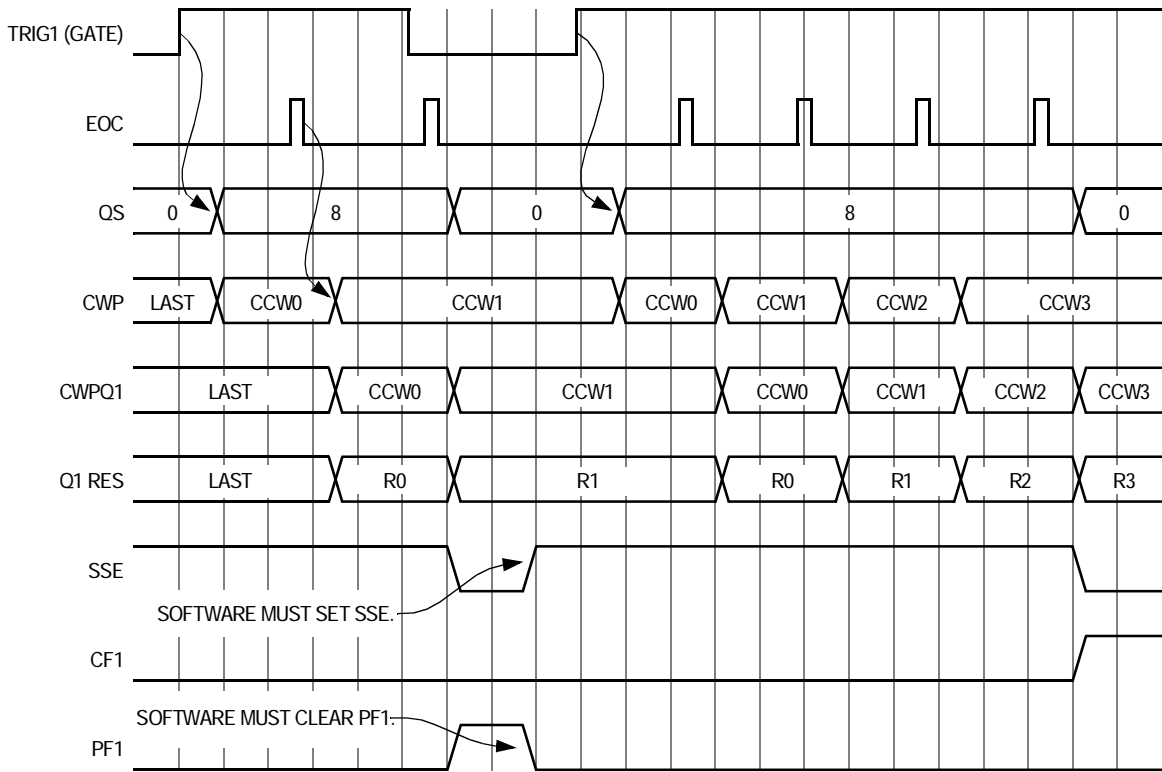 TRIG1 (GATE)
EOC
QS 0 8 0 8 0
CWP LAST CCW0 CCW1 CCW0 CCW1 CCW2 CCW3
CWPQ1 LAST CCW0 CCW1 CCW0 CCW1 CCW2 CCW3
Q1 RES LAST R0 R1 R0 R1 R2 R3
SSE
SOFTWARE MUST SET SSE.
CF1
SOFTWARE MUST CLEAR PF1.
PF1